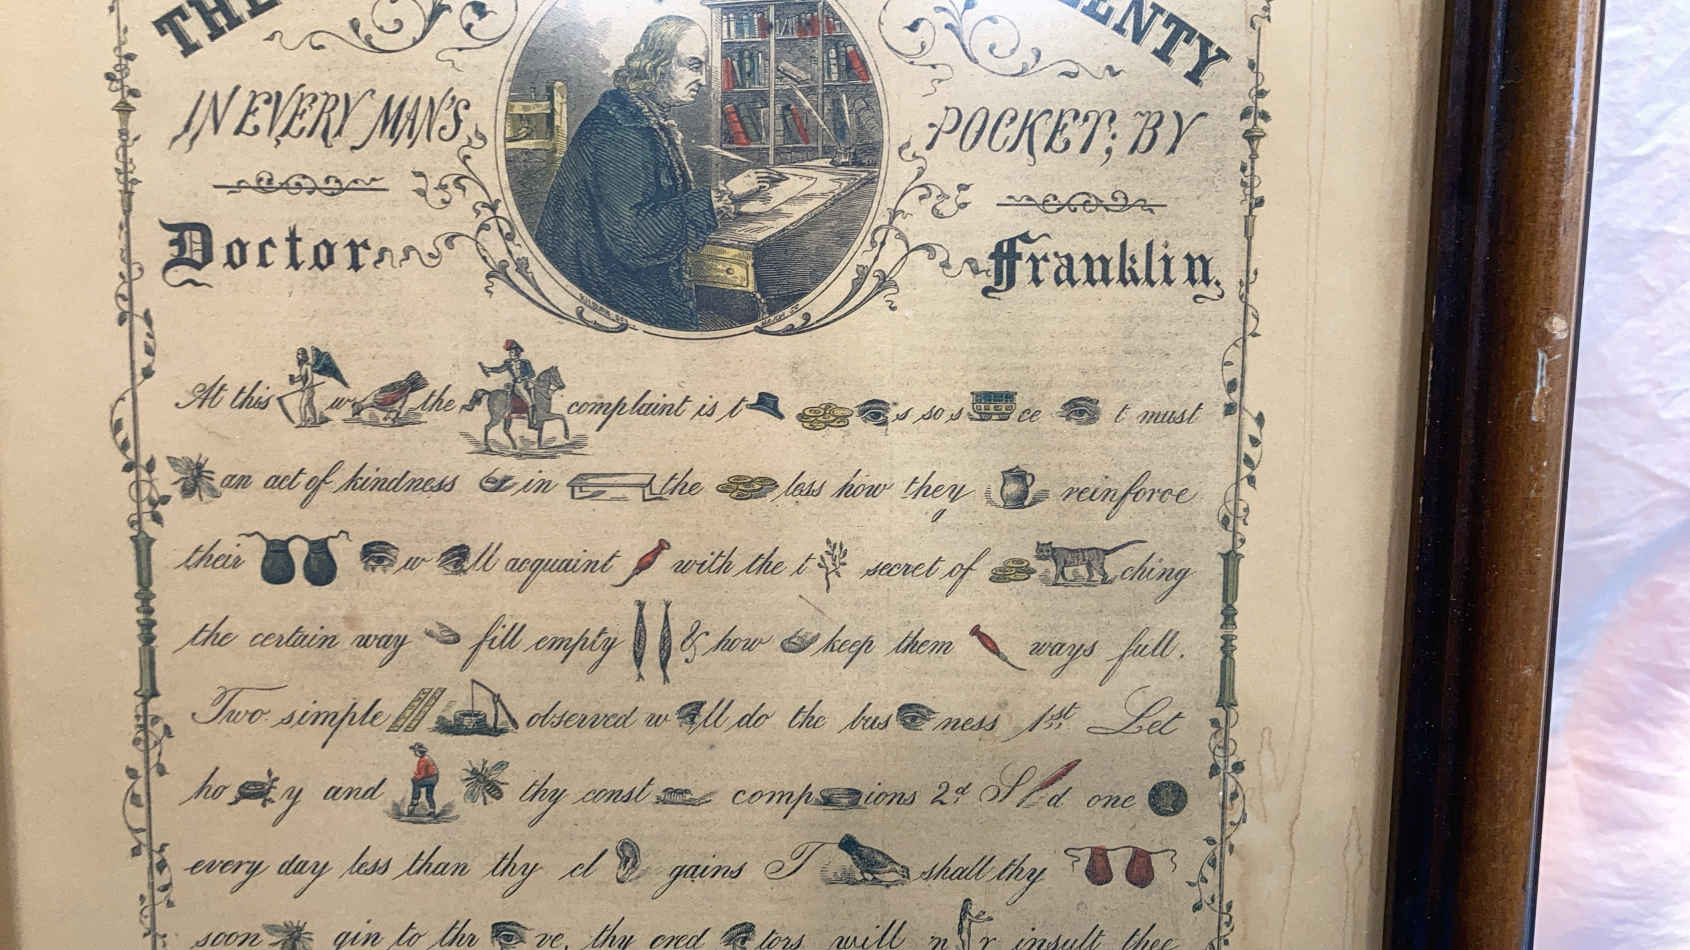 THE
ENTY
IN EVERY MAN'S
POCKET; BY
Doctor
Franklin.
At this w the complaint is t s so s ce t must
an act of kindness in the less how they reinforce
their w ll acquaint with the t secret of ching
the certain way fill empty & how keep them ways full.
Two simple observed w ll do the bus ness 1st Let
ho y and thy const comp ions 2d S d one
every day less than thy cl gains T shall thy
soon gin to thr ve, thy cred tors will n r insult thee